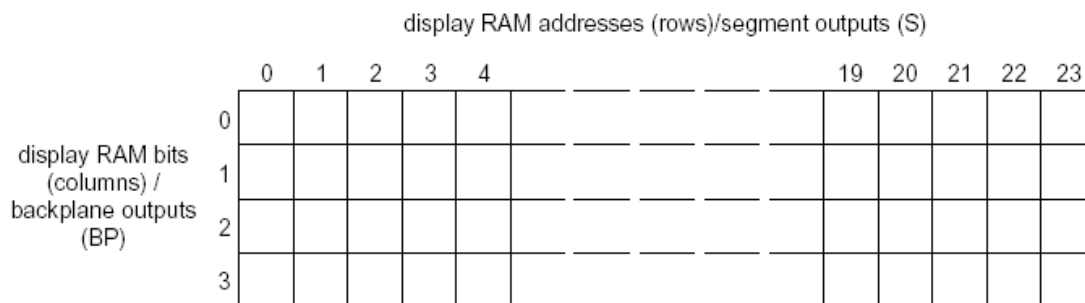 display RAM addresses (rows)/segment outputs (S)
0 1 2 3 4 19 20 21 22 23
0
display RAM bits
(columns) /
1
backplane outputs
(BP)
2
3